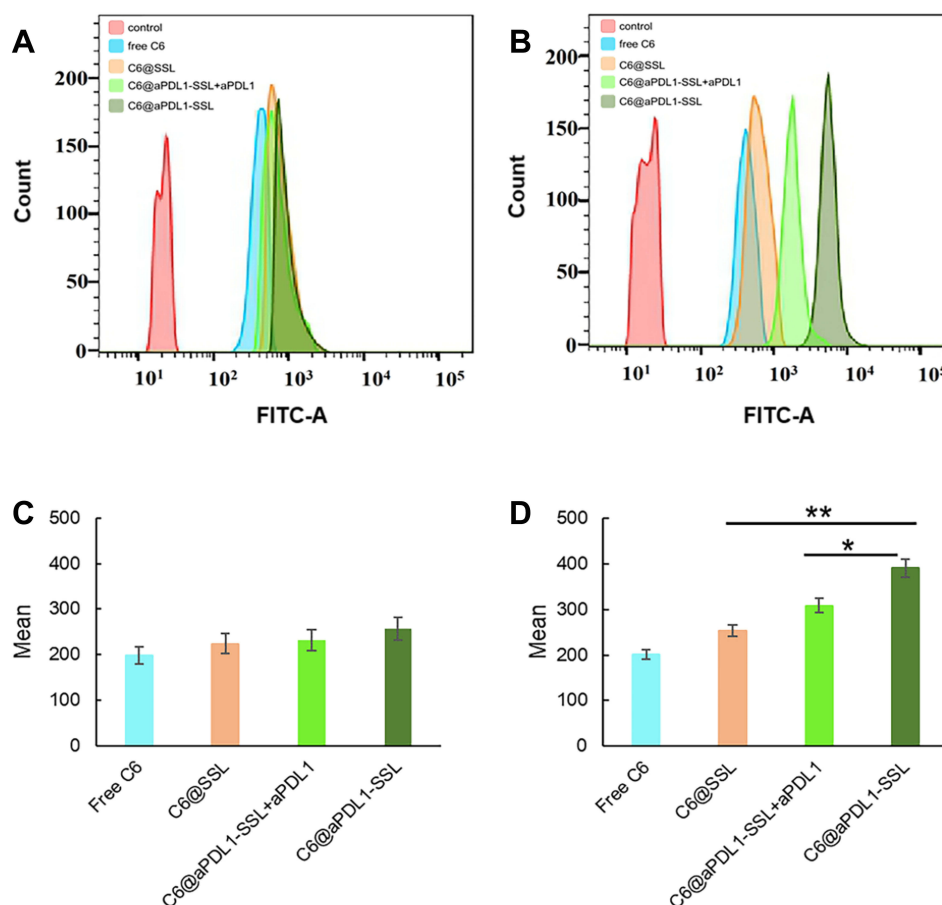 A
control
free C6
C6@SSL
C6@aPDL1-SSL+aPDL1
C6@aPDL1-SSL
200
150
100
50
0
Count
10¹ 10² 10³ 10⁴ 10⁵
FITC-A
B
control
free C6
C6@SSL
C6@aPDL1-SSL+aPDL1
C6@aPDL1-SSL
200
150
100
50
0
Count
10¹ 10² 10³ 10⁴ 10
FITC-A
C
500
400
300
200
100
0
Mean
Free C6
C6@SSL
C6@aPDL1-SSL+aPDL1
C6@aPDL1-SSL
D
500
400
300
200
100
0
Mean
**
*
Free C6
C6@SSL
C6@aPDL1-SSL+aPDL1
C6@aPDL1-SSL